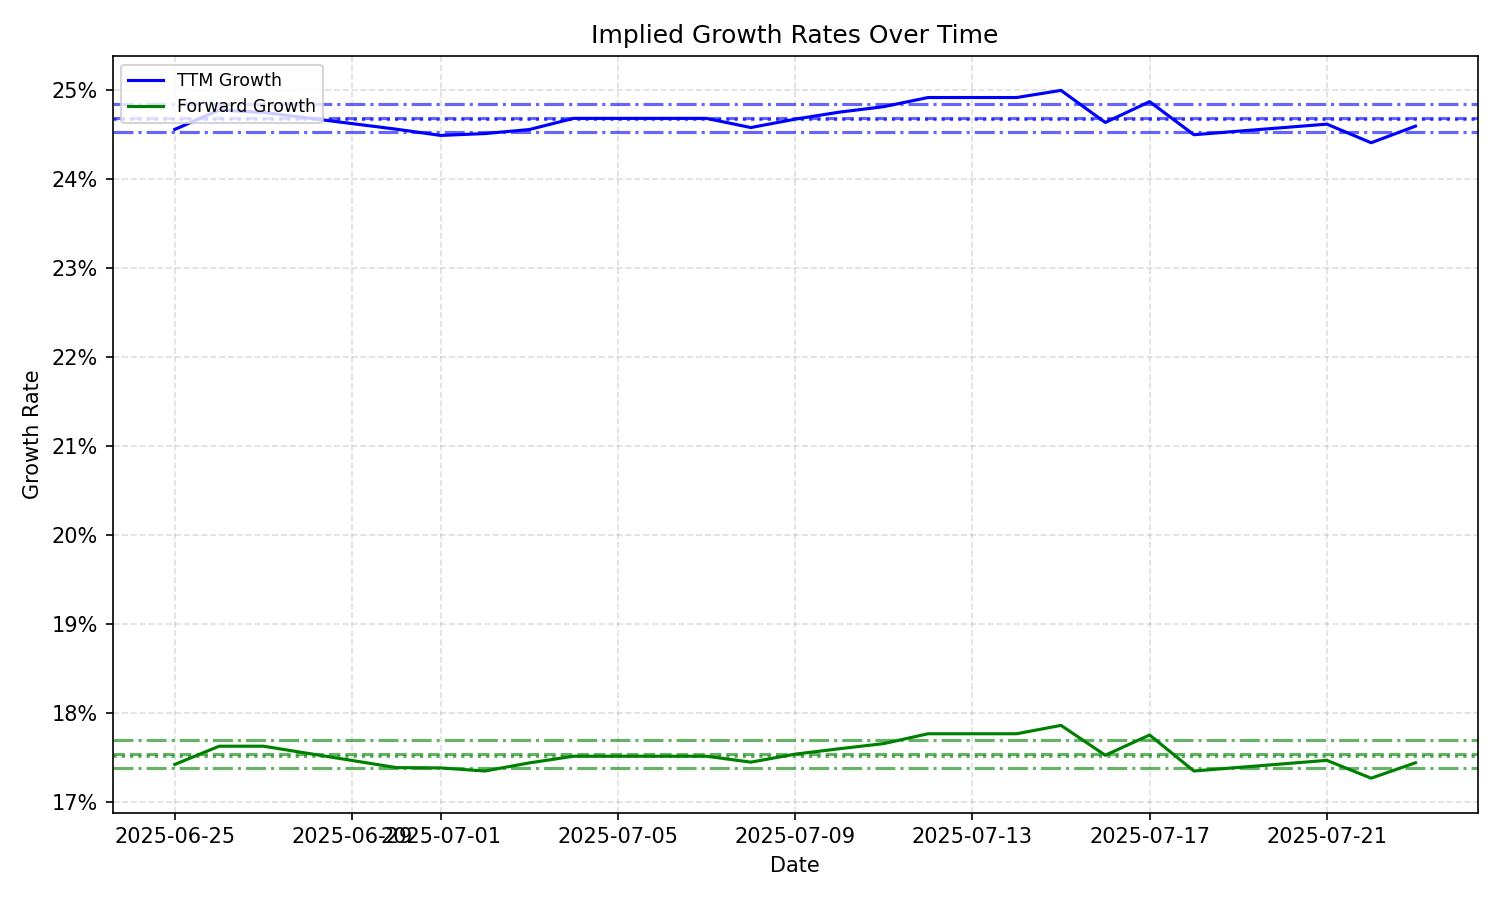 Implied Growth Rates Over Time
TTM Growth
Forward Growth
25%
24%
23%
22%
21%
20%
19%
18%
17%
Growth Rate
2025-06-25 2025-06-29 2025-07-01 2025-07-05 2025-07-09 2025-07-13 2025-07-17 2025-07-21
Date